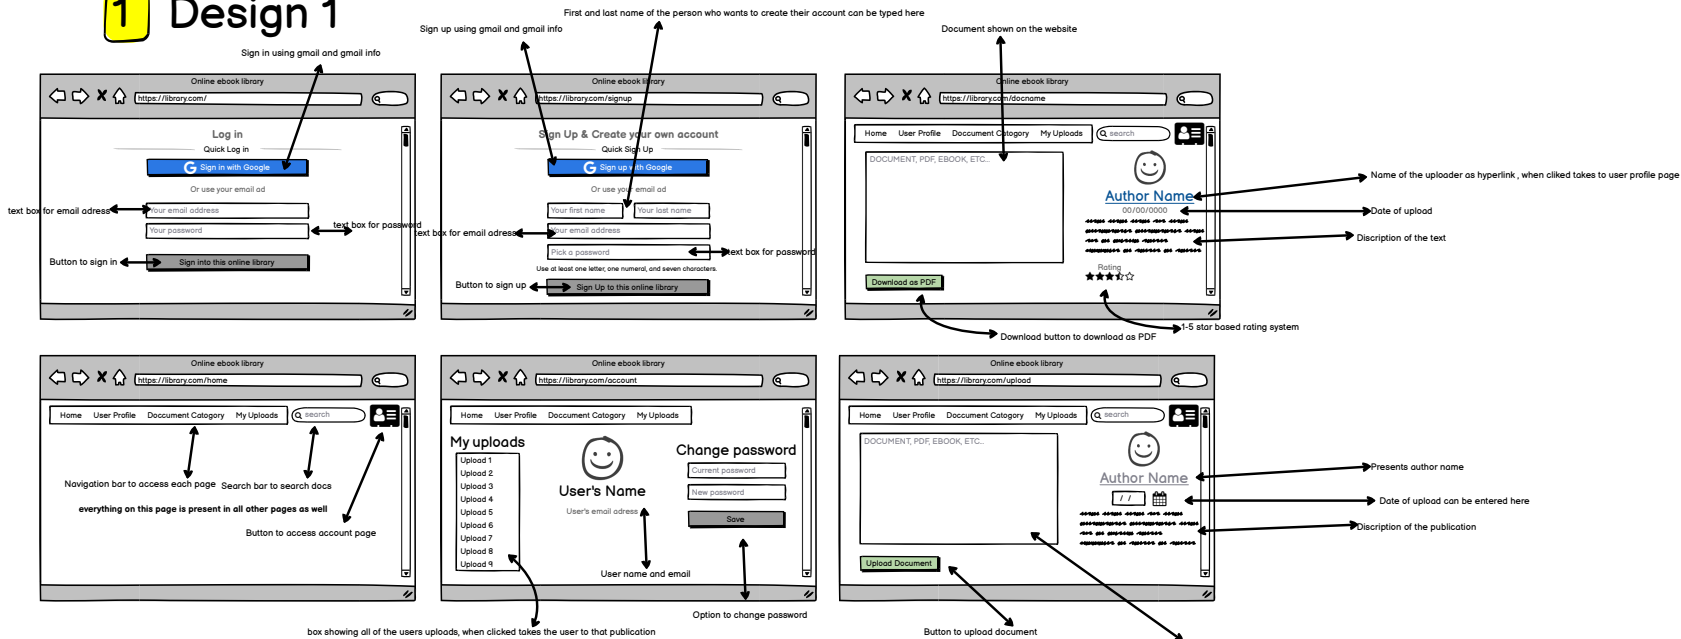 1 Design 1
First and last name of the person who wants to create their account can be typed here
Sign up using gmail and gmail info
Document shown on the website
Sign in using gmail and gmail info
Online ebook library
https://library.com/
Log in
Quick Log in
Sign in with Google
Or use your email ad
Your email address
text box for email adress
Your password
text box for password
Button to sign in
Sign into this online library
Online ebook library
https://library.com/signup
Sign Up & Create your own account
Quick Sign Up
Sign up with Google
Or use your email ad
Your first name
Your last name
Your email address
text box for email adress
Pick a password
text box for password
Use at least one letter, one numeral, and seven characters.
Button to sign up
Sign Up to this online library
Online ebook library
https://library.com/docname
Home User Profile Doccument Catogory My Uploads
search
DOCUMENT, PDF, EBOOK, ETC...
Author Name
Name of the uploader as hyperlink , when cliked takes to user profile page
00/00/0000
Date of upload
Discription of the text
Rating
Download as PDF
1-5 star based rating system
Download button to download as PDF
Online ebook library
https://library.com/home
Home User Profile Doccument Catogory My Uploads
search
Navigation bar to access each page
Search bar to search docs
everything on this page is present in all other pages as well
Button to access account page
Online ebook library
https://library.com/account
Home User Profile Doccument Catogory My Uploads
My uploads
Upload 1
Upload 2
Upload 3
Upload 4
Upload 5
Upload 6
Upload 7
Upload 8
Upload 9
User's Name
User's email adress
Change password
Current password
New password
Save
User name and email
Option to change password
box showing all of the users uploads, when clicked takes the user to that publication
Online ebook library
https://library.com/upload
Home User Profile Doccument Catogory My Uploads
search
DOCUMENT, PDF, EBOOK, ETC...
Author Name
Presents author name
/ /
Date of upload can be entered here
Discription of the publication
Upload Document
Button to upload document